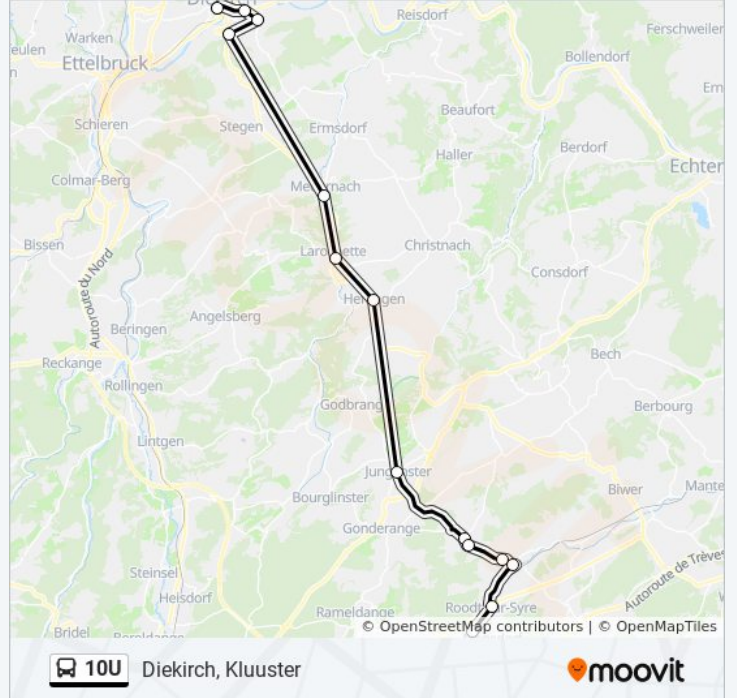 Reisdorf
Ferschweiler
Warken
Ettelbruck
Bollendorf
Beaufort
Schieren
Stegen
Ermsdorf
Haller
Berdorf
Echter
Colmar-Berg
Bissen
Christnach
Consdorf
Autoroute du Nord
Angelsberg
Beringen
Reckange
Bech
Rollingen
Godbrang
Berbourg
Lintgen
Biwer
Mante
Bourglinster
Gonderange
Autoroute de Trèves
Steinsel
Heisdorf
Rameldange
Bridel
© OpenStreetMap contributors | © OpenMapTiles
10U Diekirch, Kluuster
moovit